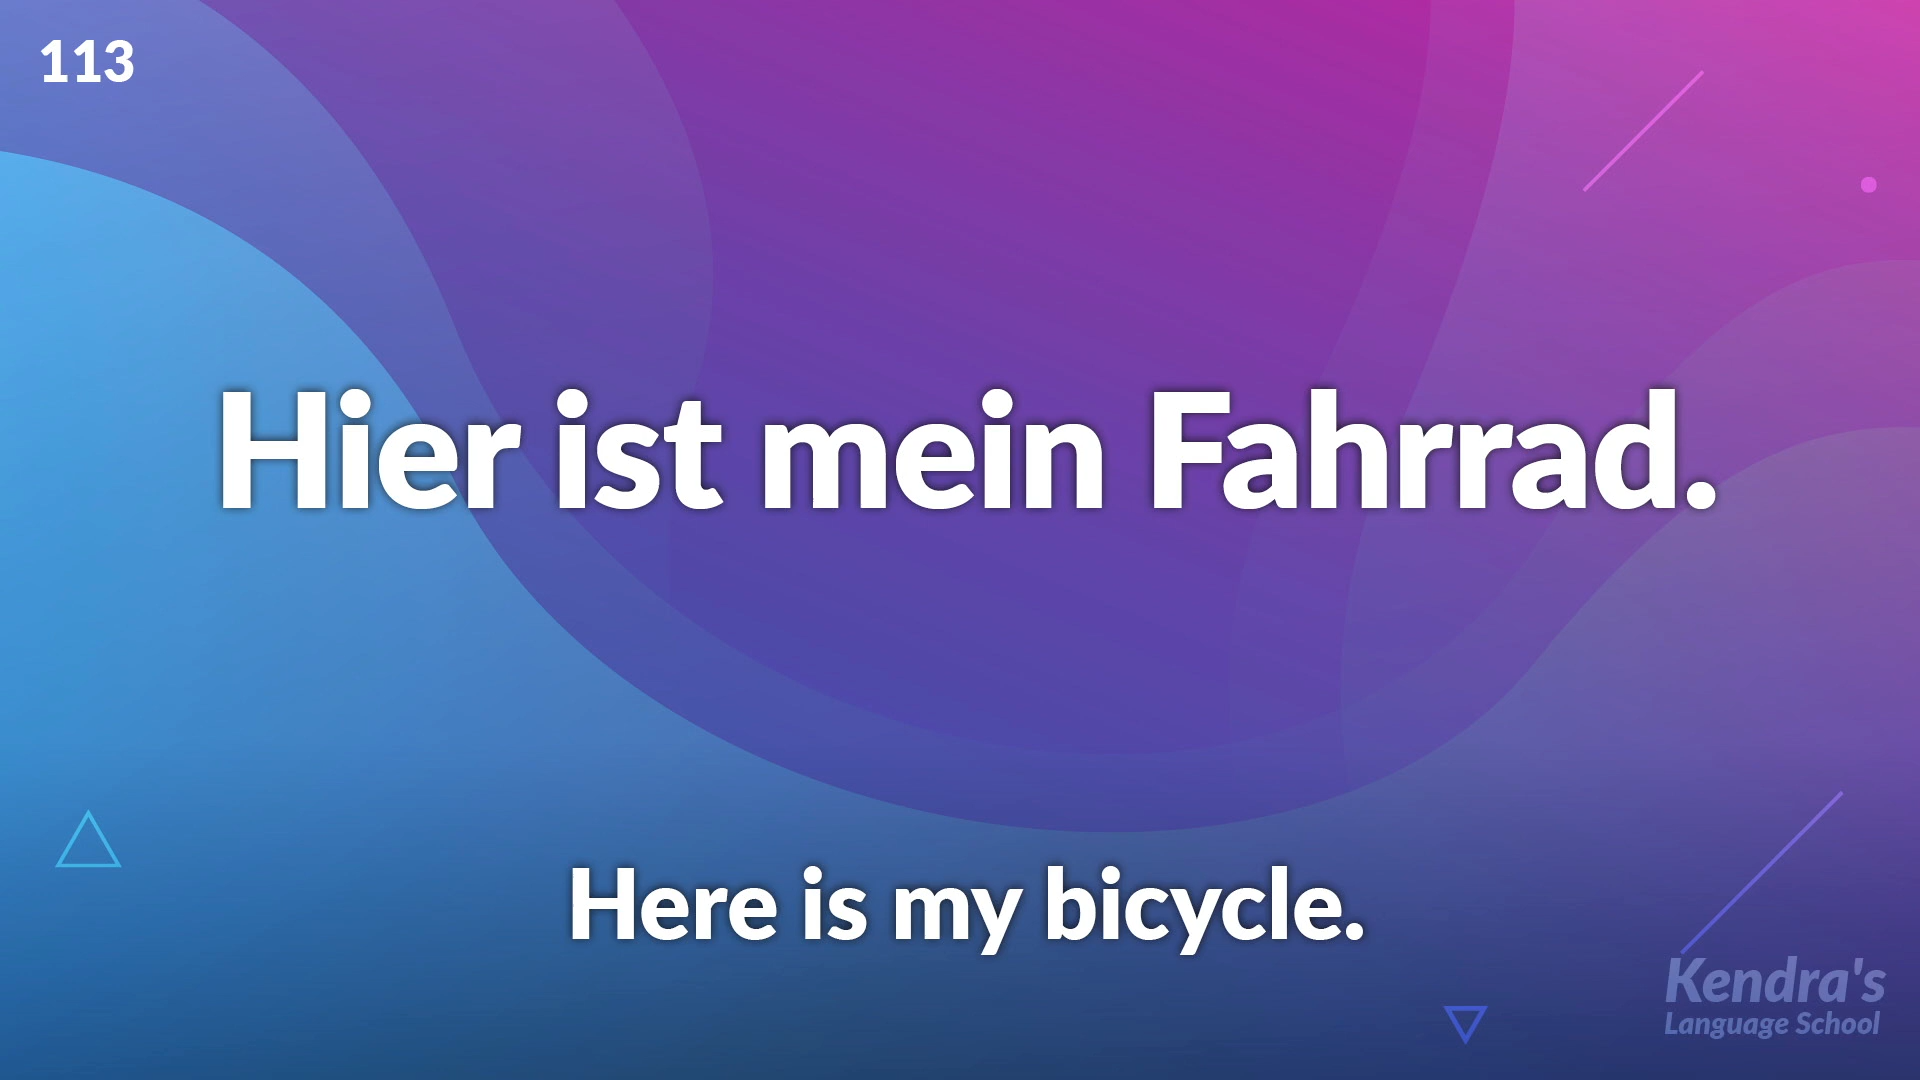 113
Hier ist mein Fahrrad.
Here is my bicycle.
Kendra's
Language School